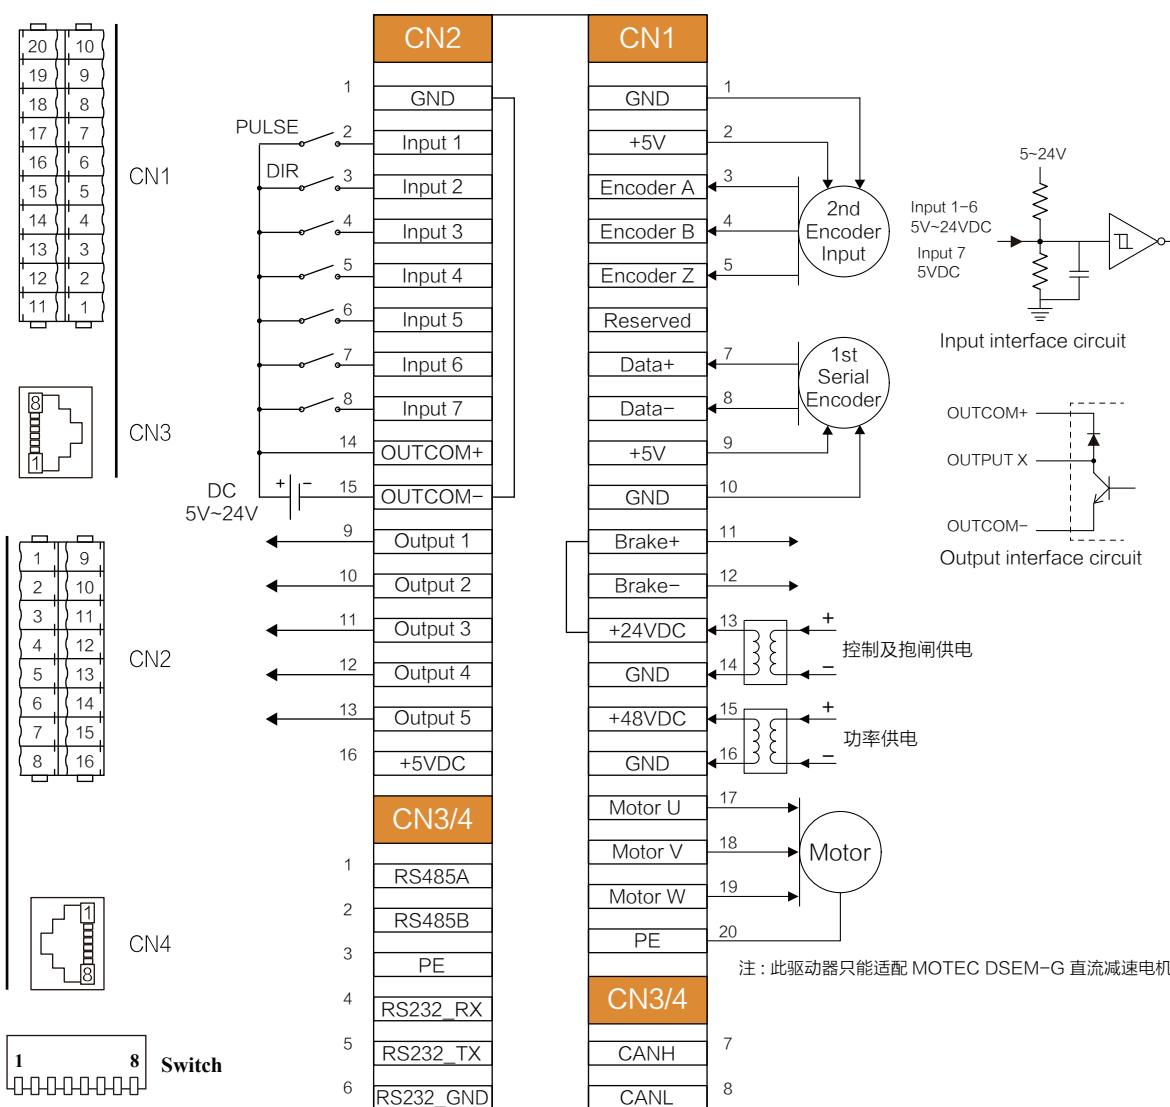 20 10
19 9
18 8
17 7
16 6
15 5
14 4
13 3
12 2
11 1
CN1
8
1
CN3
1 9
2 10
3 11
4 12
5 13
6 14
7 15
8 16
CN2
1
8
CN4
1 8
Switch
CN2
1 GND
PULSE 2 Input 1
DIR 3 Input 2
4 Input 3
5 Input 4
6 Input 5
7 Input 6
8 Input 7
14 OUTCOM+
DC
5V~24V
+ − 15 OUTCOM−
9 Output 1
10 Output 2
11 Output 3
12 Output 4
13 Output 5
16 +5VDC
CN3/4
1 RS485A
2 RS485B
3 PE
4 RS232_RX
5 RS232_TX
6 RS232_GND
CN1
GND 1
+5V 2
Encoder A 3
Encoder B 4
Encoder Z 5
2nd
Encoder
Input
Reserved
Data+ 7
Data− 8
1st
Serial
Encoder
+5V 9
GND 10
Brake+ 11
Brake− 12
+24VDC 13 +
GND 14 −
控制及抱闸供电
+48VDC 15 +
GND 16 −
功率供电
Motor U 17
Motor V 18
Motor W 19
Motor
PE 20
注 : 此驱动器只能适配 MOTEC DSEM−G 直流减速电机
CN3/4
CANH 7
CANL 8
5~24V
Input 1−6
5V~24VDC
Input 7
5VDC
Input interface circuit
OUTCOM+
OUTPUT X
OUTCOM−
Output interface circuit